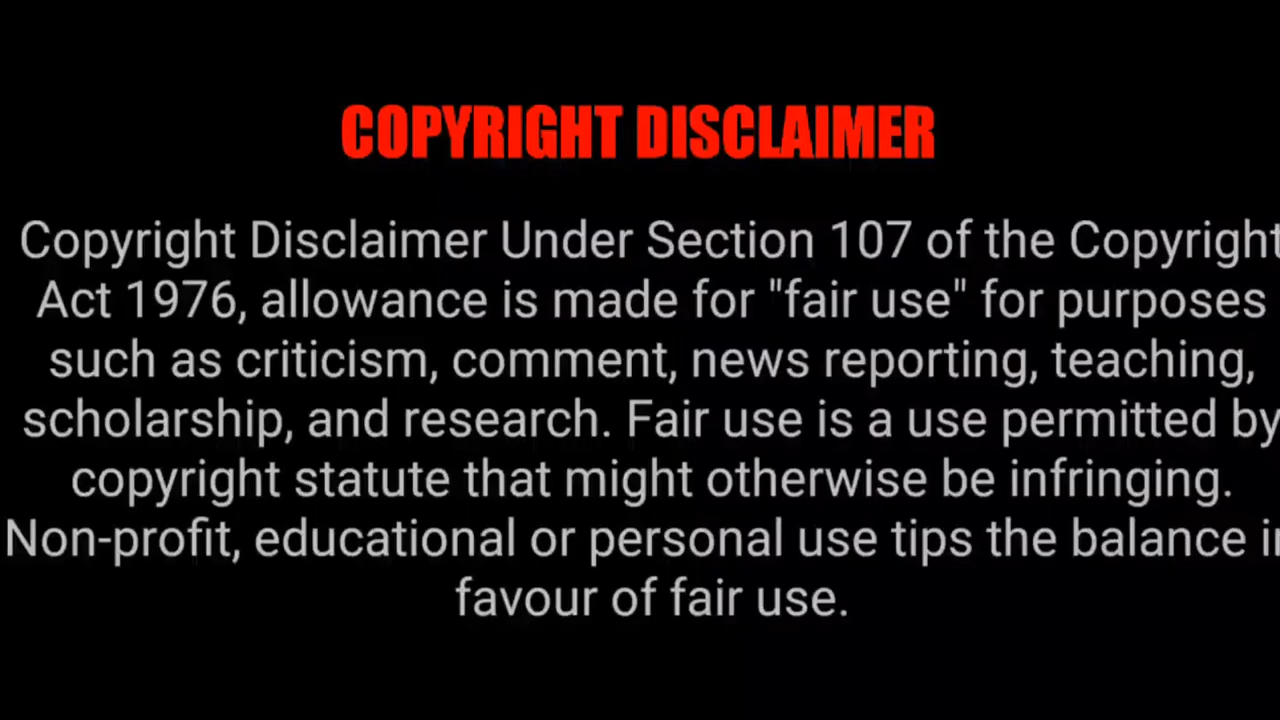 COPYRIGHT DISCLAIMER
Copyright Disclaimer Under Section 107 of the Copyright
Act 1976, allowance is made for "fair use" for purposes
such as criticism, comment, news reporting, teaching,
scholarship, and research. Fair use is a use permitted by
copyright statute that might otherwise be infringing.
Non-profit, educational or personal use tips the balance in
favour of fair use.